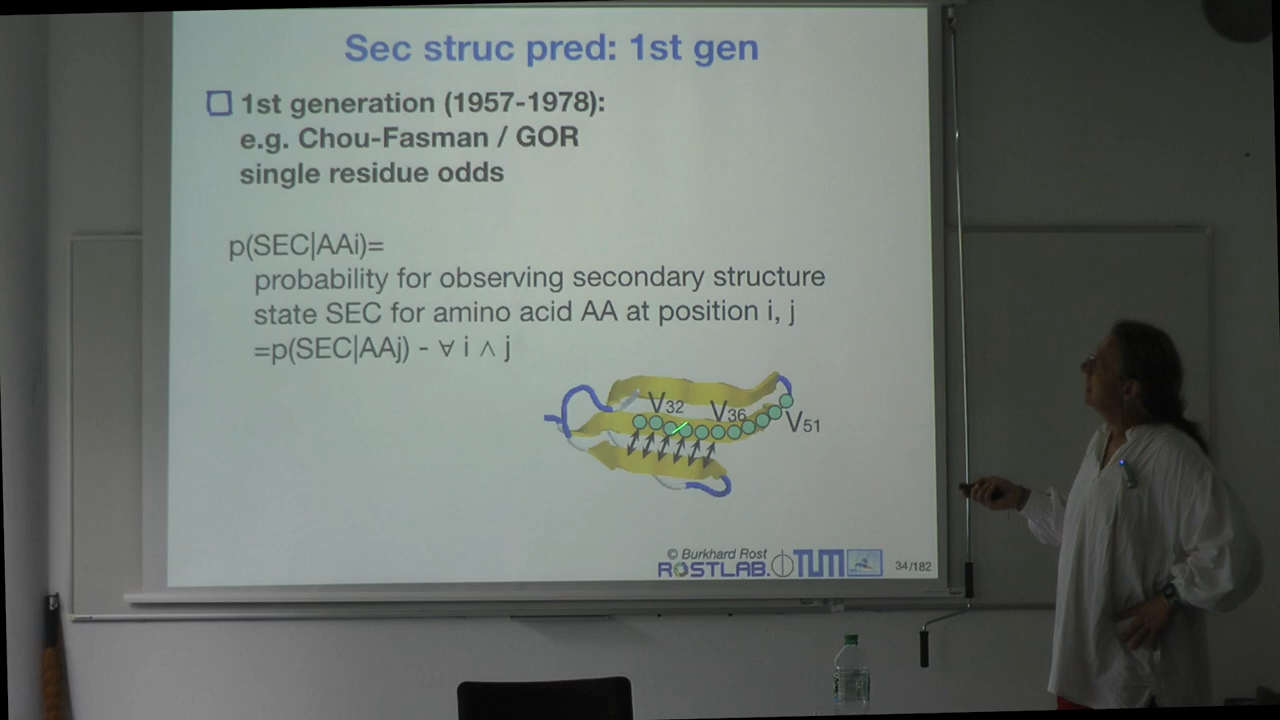 Sec struc pred: 1st gen
1st generation (1957-1978):
e.g. Chou-Fasman / GOR
single residue odds
p(SEC|AAi)=
probability for observing secondary structure
state SEC for amino acid AA at position i, j
=p(SEC|AAj) - ∀ i ∧ j
V32
V36
V51
© Burkhard Rost
ROSTLAB.
TUM
34/182